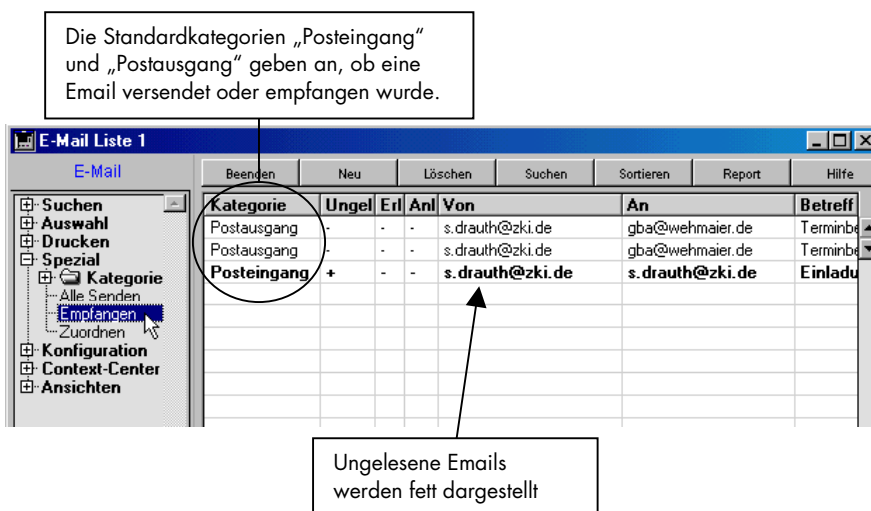 Die Standardkategorien „Posteingang“
und „Postausgang“ geben an, ob eine
Email versendet oder empfangen wurde.
E-Mail Liste 1
E-Mail
Beenden Neu Löschen Suchen Sortieren Report Hilfe
Suchen
Auswahl
Drucken
Spezial
Kategorie
Alle Senden
Empfangen
Zuordnen
Konfiguration
Context-Center
Ansichten
Kategorie Ungel Erl Anl Von An Betreff
Postausgang - - - s.drauth@zki.de gba@wehmaier.de Terminbe
Postausgang - - - s.drauth@zki.de gba@wehmaier.de Terminbe
Posteingang + - - s.drauth@zki.de s.drauth@zki.de Einladu
Ungelesene Emails
werden fett dargestellt